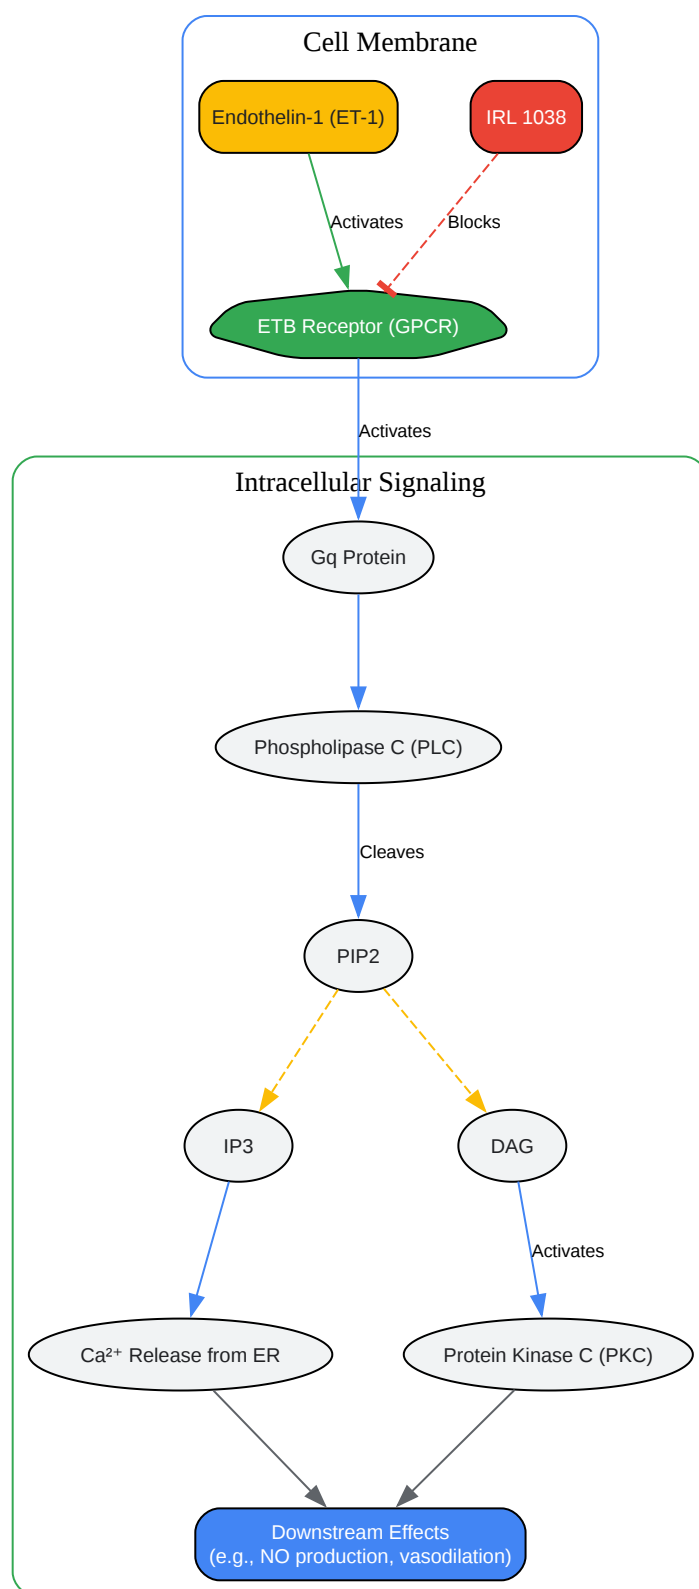 Cell Membrane
Endothelin-1 (ET-1)
IRL 1038
Activates
Blocks
ETB Receptor (GPCR)
Activates
Intracellular Signaling
Gq Protein
Phospholipase C (PLC)
Cleaves
PIP2
IP3
DAG
Activates
Ca²⁺ Release from ER
Protein Kinase C (PKC)
Downstream Effects
(e.g., NO production, vasodilation)